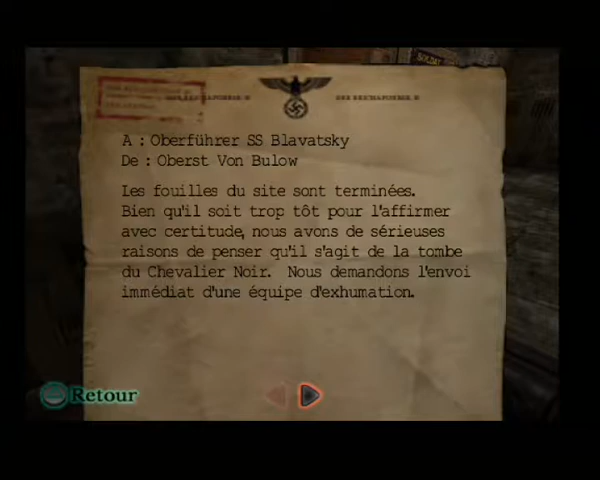 SOLDAT
A : Oberführer SS Blavatsky
De : Oberst Von Bulow
Les fouilles du site sont terminées.
Bien qu'il soit trop tôt pour l'affirmer
avec certitude, nous avons de sérieuses
raisons de penser qu'il s'agit de la tombe
du Chevalier Noir. Nous demandons l'envoi
immédiat d'une équipe d'exhumation.
Retour